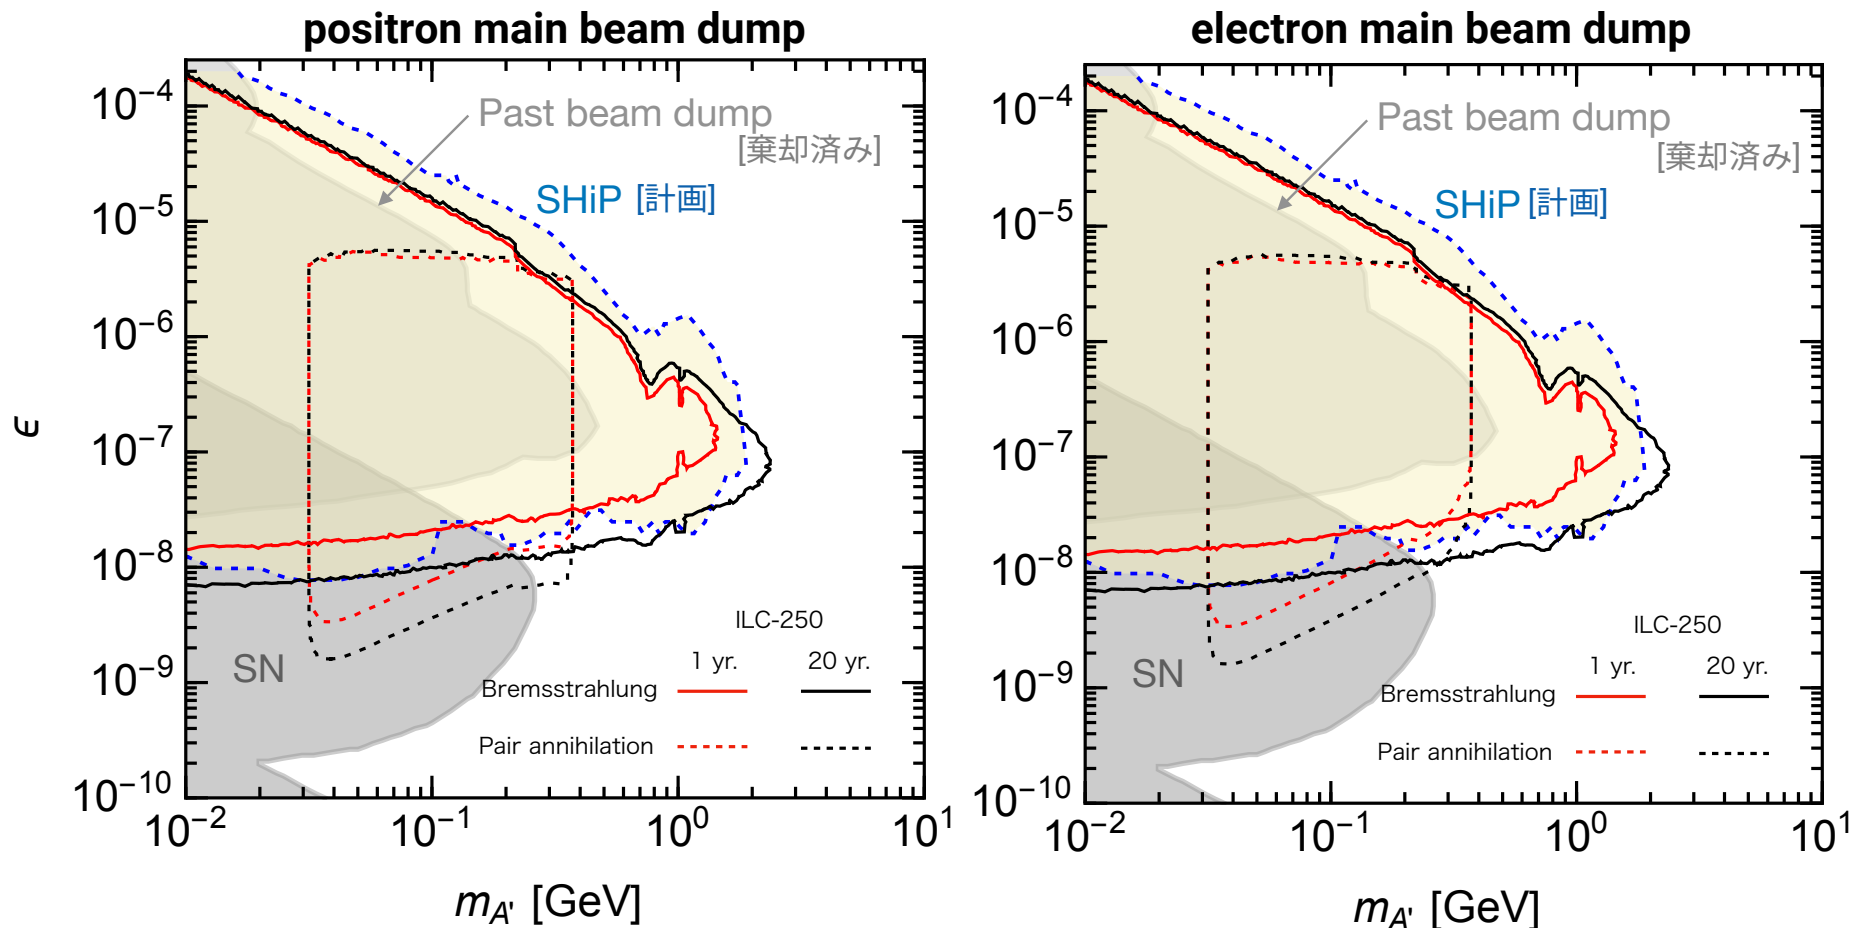 positron main beam dump
10⁻⁴
10⁻⁵
10⁻⁶
10⁻⁷
10⁻⁸
10⁻⁹
10⁻¹⁰
ϵ
Past beam dump
[棄却済み]
SHiP [計画]
SN
ILC-250
1 yr. 20 yr.
Bremsstrahlung
Pair annihilation
10⁻² 10⁻¹ 10⁰ 10¹
m_A' [GeV]
electron main beam dump
10⁻⁴
10⁻⁵
10⁻⁶
10⁻⁷
10⁻⁸
10⁻⁹
10⁻¹⁰
Past beam dump
[棄却済み]
SHiP [計画]
SN
ILC-250
1 yr. 20 yr.
Bremsstrahlung
Pair annihilation
10⁻² 10⁻¹ 10⁰ 10¹
m_A' [GeV]